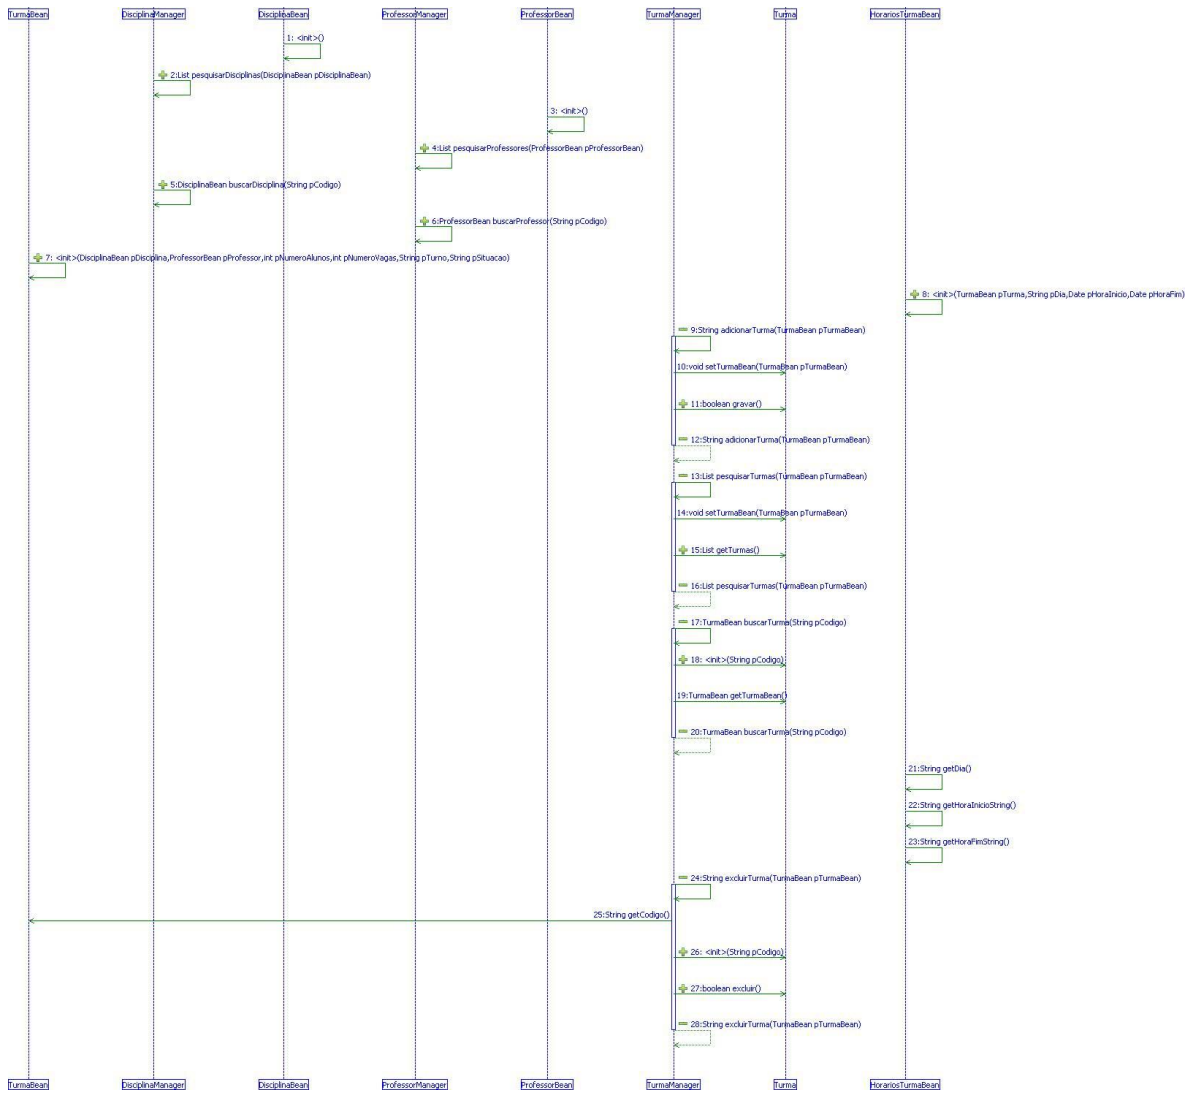 TurmaBean DisciplinaManager DisciplinaBean ProfessorManager ProfessorBean TurmaManager Turma HorariosTurmaBean
1: <init>()
2:List pesquisarDisciplinas(DisciplinaBean pDisciplinaBean)
3: <init>()
4:List pesquisarProfessores(ProfessorBean pProfessorBean)
5:DisciplinaBean buscarDisciplina(String pCodigo)
6:ProfessorBean buscarProfessor(String pCodigo)
7: <init>(DisciplinaBean pDisciplina,ProfessorBean pProfessor,int pNumeroAlunos,int pNumeroVagas,String pTurno,String pSituacao)
8: <init>(TurmaBean pTurma,String pDia,Date pHoraInicio,Date pHoraFim)
9:String adicionarTurma(TurmaBean pTurmaBean)
10:void setTurmaBean(TurmaBean pTurmaBean)
11:boolean gravar()
12:String adicionarTurma(TurmaBean pTurmaBean)
13:List pesquisarTurmas(TurmaBean pTurmaBean)
14:void setTurmaBean(TurmaBean pTurmaBean)
15:List getTurmas()
16:List pesquisarTurmas(TurmaBean pTurmaBean)
17:TurmaBean buscarTurma(String pCodigo)
18: <init>(String pCodigo)
19:TurmaBean getTurmaBean()
20:TurmaBean buscarTurma(String pCodigo)
21:String getDia()
22:String getHoraInicioString()
23:String getHoraFimString()
24:String excluirTurma(TurmaBean pTurmaBean)
25:String getCodigo()
26: <init>(String pCodigo)
27:boolean excluir()
28:String excluirTurma(TurmaBean pTurmaBean)
TurmaBean DisciplinaManager DisciplinaBean ProfessorManager ProfessorBean TurmaManager Turma HorariosTurmaBean